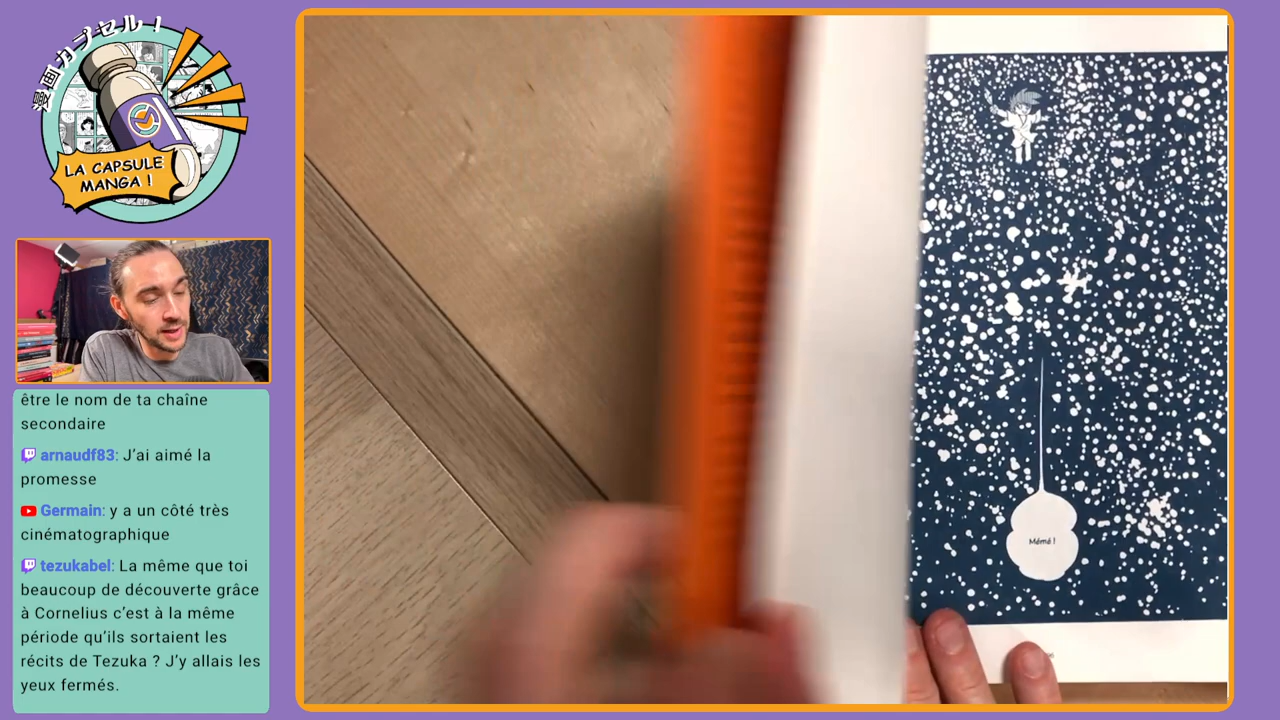 漫画カプセル！
LA CAPSULE
MANGA !
être le nom de ta chaîne
secondaire
arnaudf83: J'ai aimé la
promesse
Germain: y a un côté très
cinématographique
tezukabel: La même que toi
beaucoup de découverte grâce
à Cornelius c'est à la même
période qu'ils sortaient les
récits de Tezuka ? J'y allais les
yeux fermés.
Mémé !